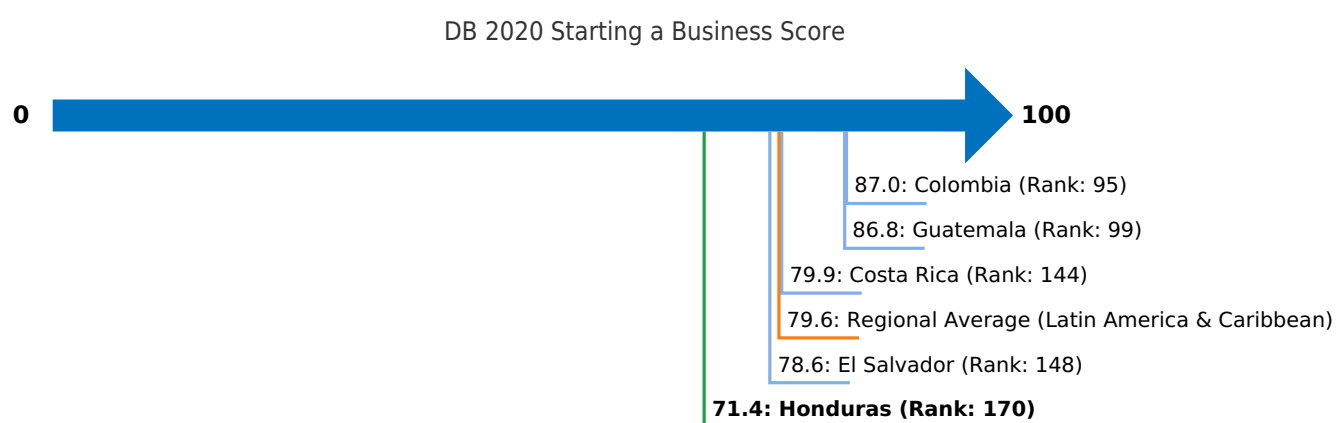 DB 2020 Starting a Business Score
0
100
87.0: Colombia (Rank: 95)
86.8: Guatemala (Rank: 99)
79.9: Costa Rica (Rank: 144)
79.6: Regional Average (Latin America & Caribbean)
78.6: El Salvador (Rank: 148)
71.4: Honduras (Rank: 170)